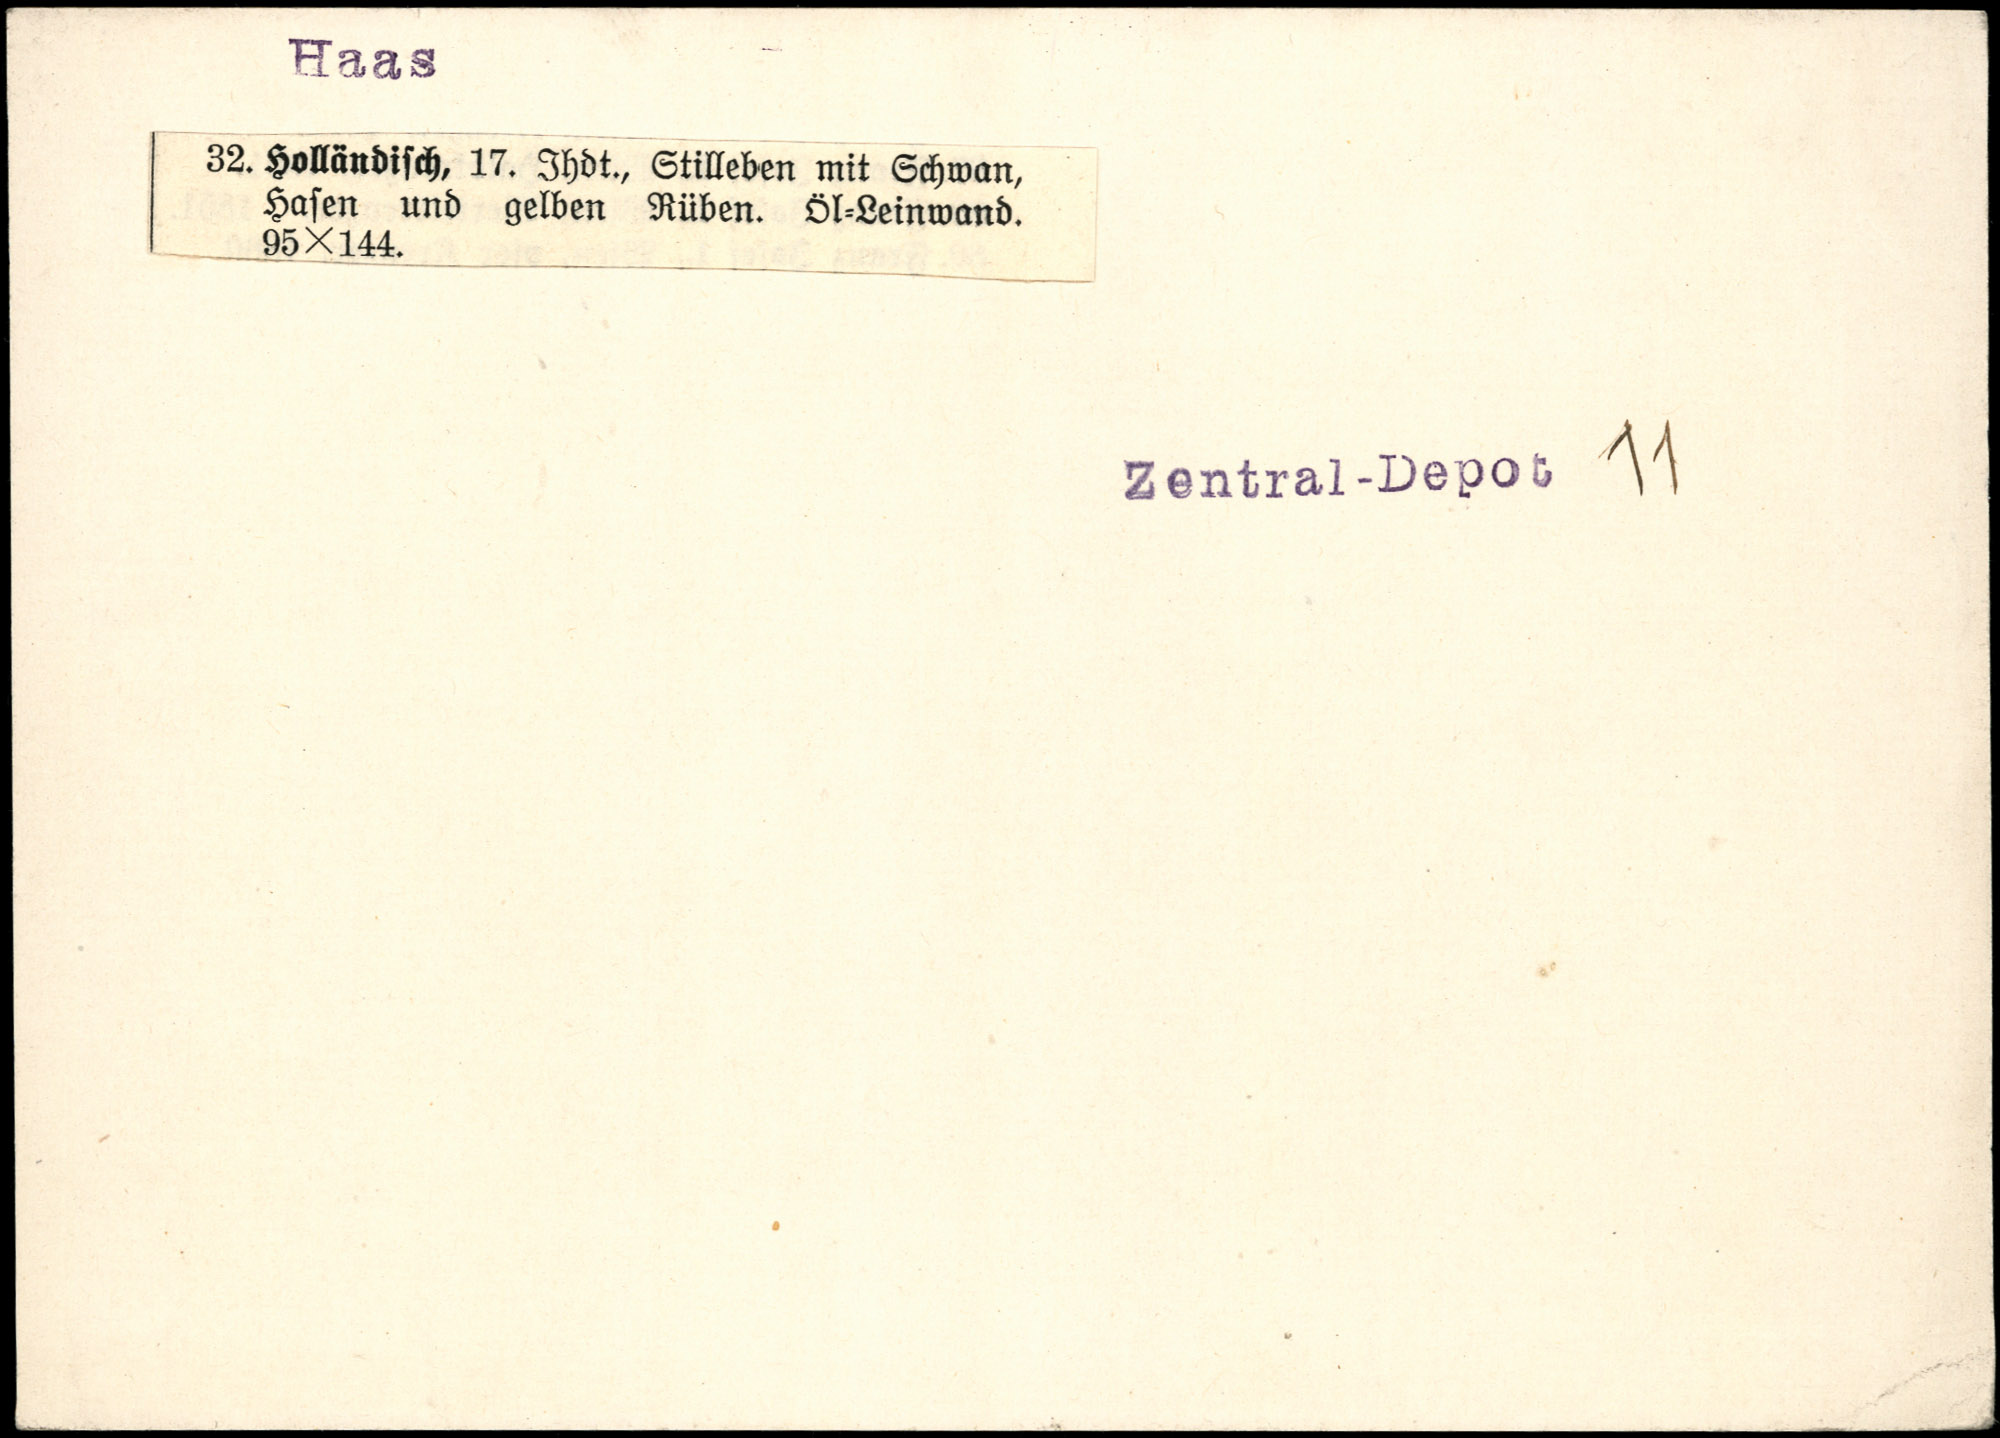 Haas
32. Holländisch, 17. Jhdt., Stilleben mit Schwan,
Hasen und gelben Rüben. Öl-Leinwand.
95×144.
Zentral-Depot 11